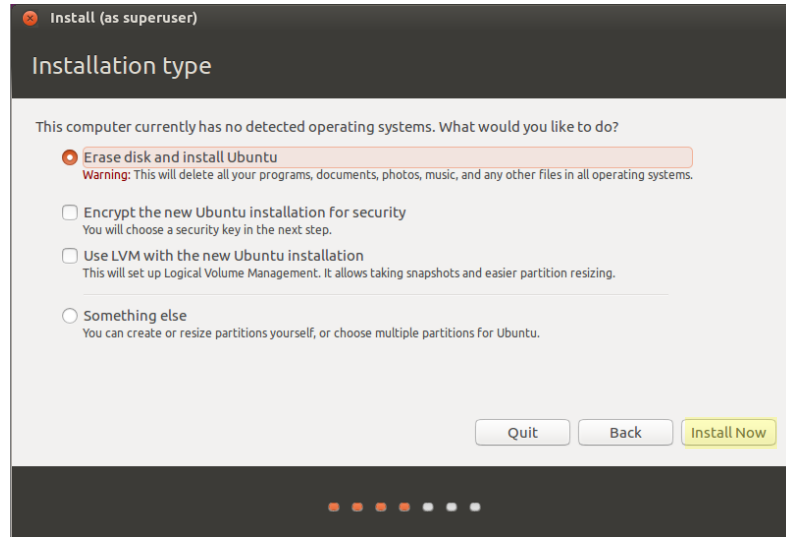 Install (as superuser)
Installation type
This computer currently has no detected operating systems. What would you like to do?
Erase disk and install Ubuntu
Warning: This will delete all your programs, documents, photos, music, and any other files in all operating systems.
Encrypt the new Ubuntu installation for security
You will choose a security key in the next step.
Use LVM with the new Ubuntu installation
This will set up Logical Volume Management. It allows taking snapshots and easier partition resizing.
Something else
You can create or resize partitions yourself, or choose multiple partitions for Ubuntu.
Quit Back Install Now